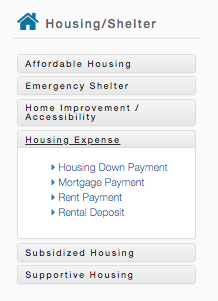 Housing/Shelter
Affordable Housing
Emergency Shelter
Home Improvement /
Accessibility
Housing Expense
Housing Down Payment
Mortgage Payment
Rent Payment
Rental Deposit
Subsidized Housing
Supportive Housing